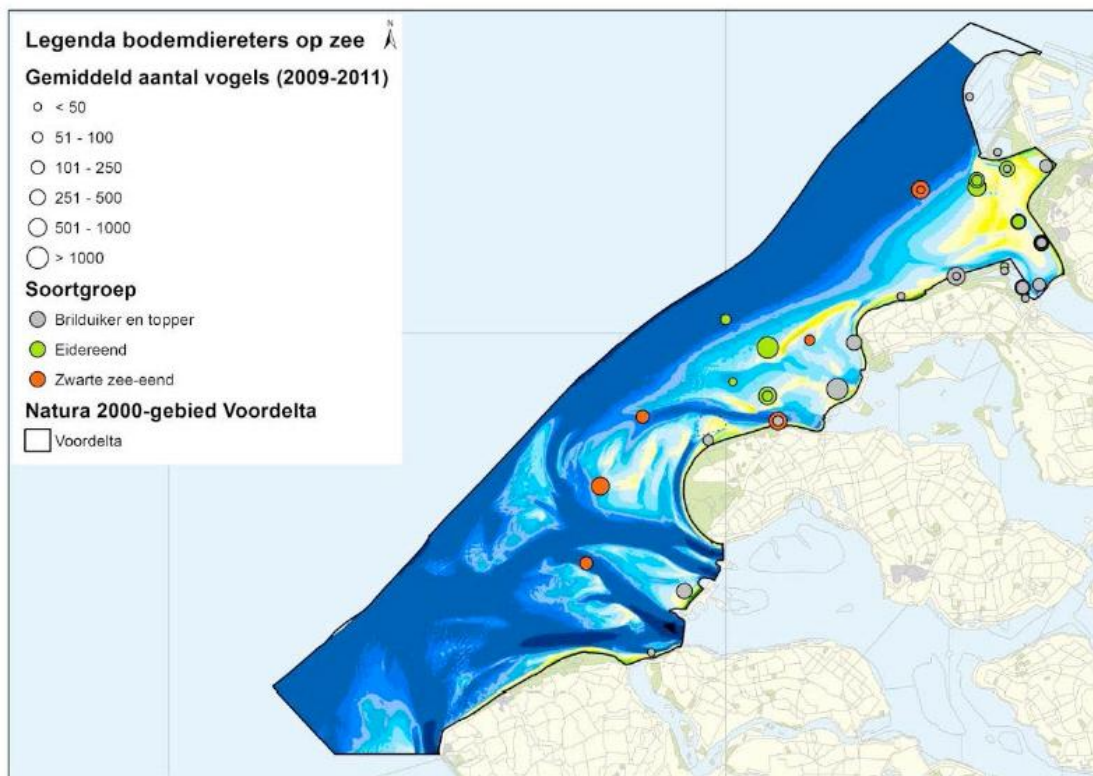 Legenda bodemdiereters op zee
N
Gemiddeld aantal vogels (2009-2011)
< 50
51 - 100
101 - 250
251 - 500
501 - 1000
> 1000
Soortgroep
Brilduiker en topper
Eidereend
Zwarte zee-eend
Natura 2000-gebied Voordelta
Voordelta